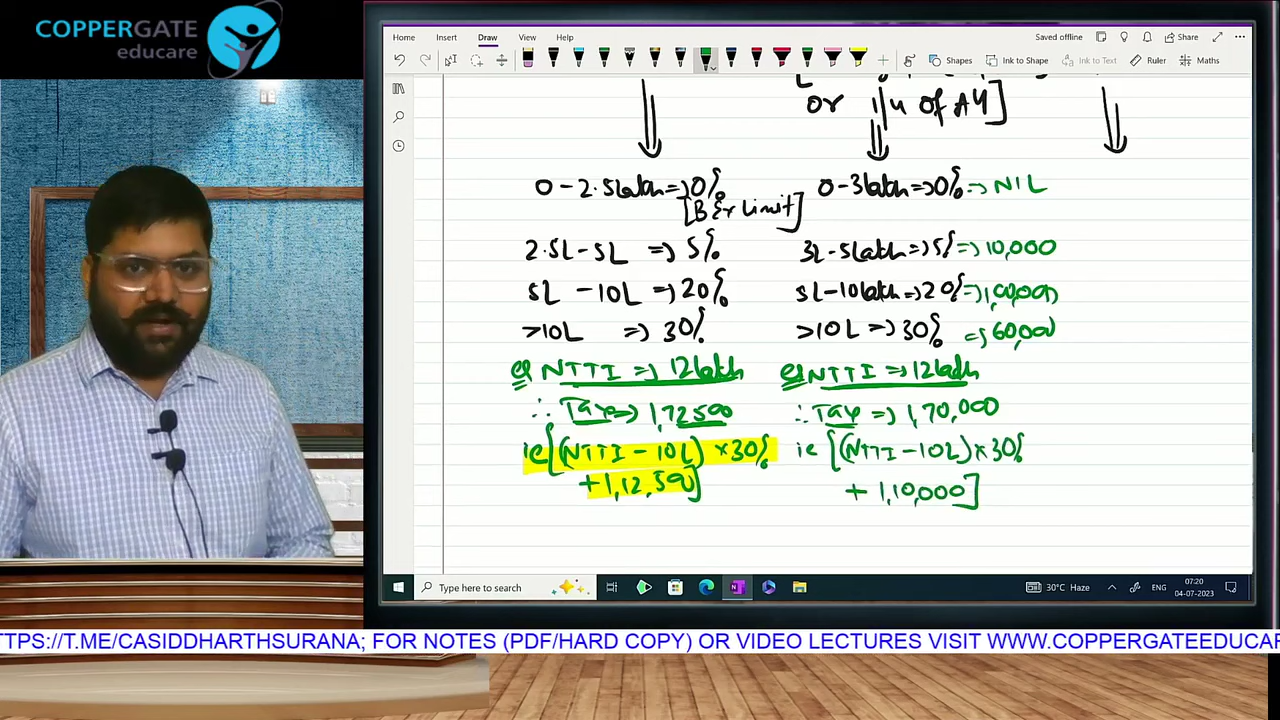 COPPERGATE
educare
Home Insert Draw View Help
Saved offline
Share
Shapes
Ink to Shape
Ink to Text
Ruler
Maths
or of AY]
0-2.5Lakh=>0%
[B Ex Limit]
2.5L-5L => 5%
5L -10L => 20%
>10L => 30%
eg NTTI => 12Lakh
∴ Tax => 1,72,500
ie [(NTTI - 10L) ×30%
+1,12,500]
0-3Lakh=>0% => NIL
3L-5Lakh=>5% => 10,000
5L-10Lakh=>20% => 1,00,000
>10L => 30% => 60,000
eg NTTI => 12Lakh
∴ Tax => 1,70,000
ie [(NTTI -10L)×30%
+ 1,10,000]
Type here to search
30°C Haze
ENG
07:20
04-07-2023
TTPS://T.ME/CASIDDHARTHSURANA; FOR NOTES (PDF/HARD COPY) OR VIDEO LECTURES VISIT WWW.COPPERGATEEDUCAR